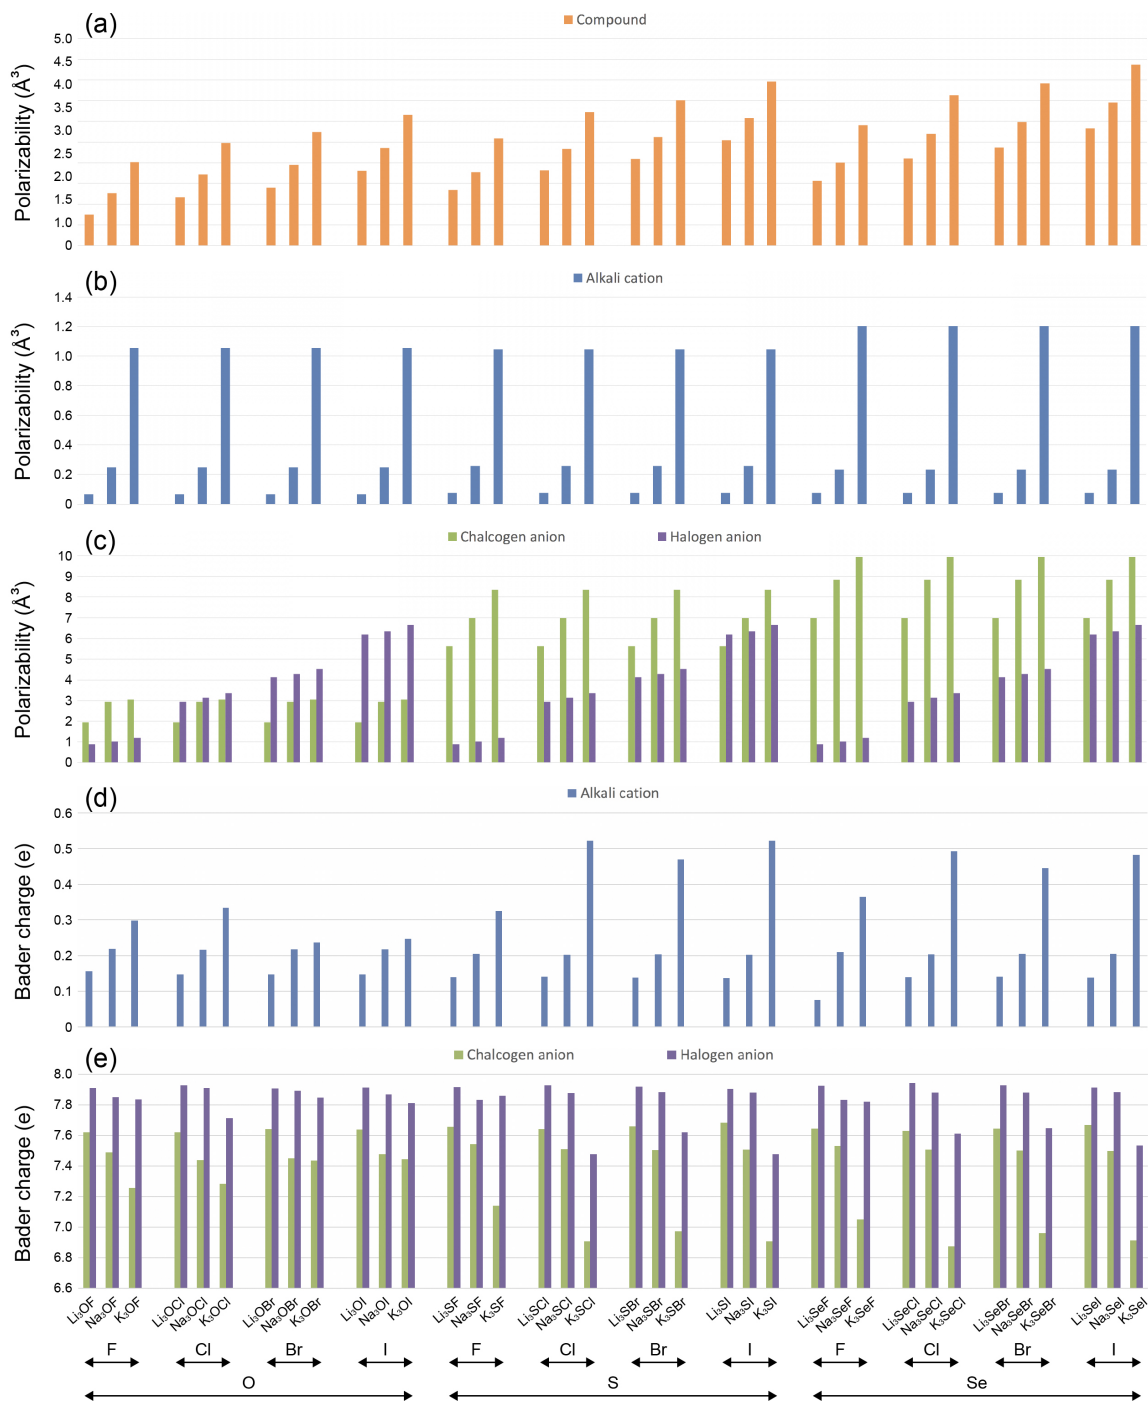 (a)
Compound
Polarizability (Å³)
5.0
4.5
4.0
3.5
3.0
2.5
2.0
1.5
1.0
0
(b)
Alkali cation
Polarizability (Å³)
1.4
1.2
1.0
0.8
0.6
0.4
0.2
0
(c)
Chalcogen anion Halogen anion
Polarizability (Å³)
10
9
8
7
6
5
4
3
2
1
0
(d)
Alkali cation
Bader charge (e)
0.6
0.5
0.4
0.3
0.2
0.1
0
(e)
Chalcogen anion Halogen anion
Bader charge (e)
8.0
7.8
7.6
7.4
7.2
7.0
6.8
6.6
Li₃OF Na₃OF K₃OF Li₃OCl Na₃OCl K₃OCl Li₃OBr Na₃OBr K₃OBr Li₃OI Na₃OI K₃OI Li₃SF Na₃SF K₃SF Li₃SCl Na₃SCl K₃SCl Li₃SBr Na₃SBr K₃SBr Li₃SI Na₃SI K₃SI Li₃SeF Na₃SeF K₃SeF Li₃SeCl Na₃SeCl K₃SeCl Li₃SeBr Na₃SeBr K₃SeBr Li₃SeI Na₃SeI K₃SeI
F Cl Br I F Cl Br I F Cl Br I
O S Se